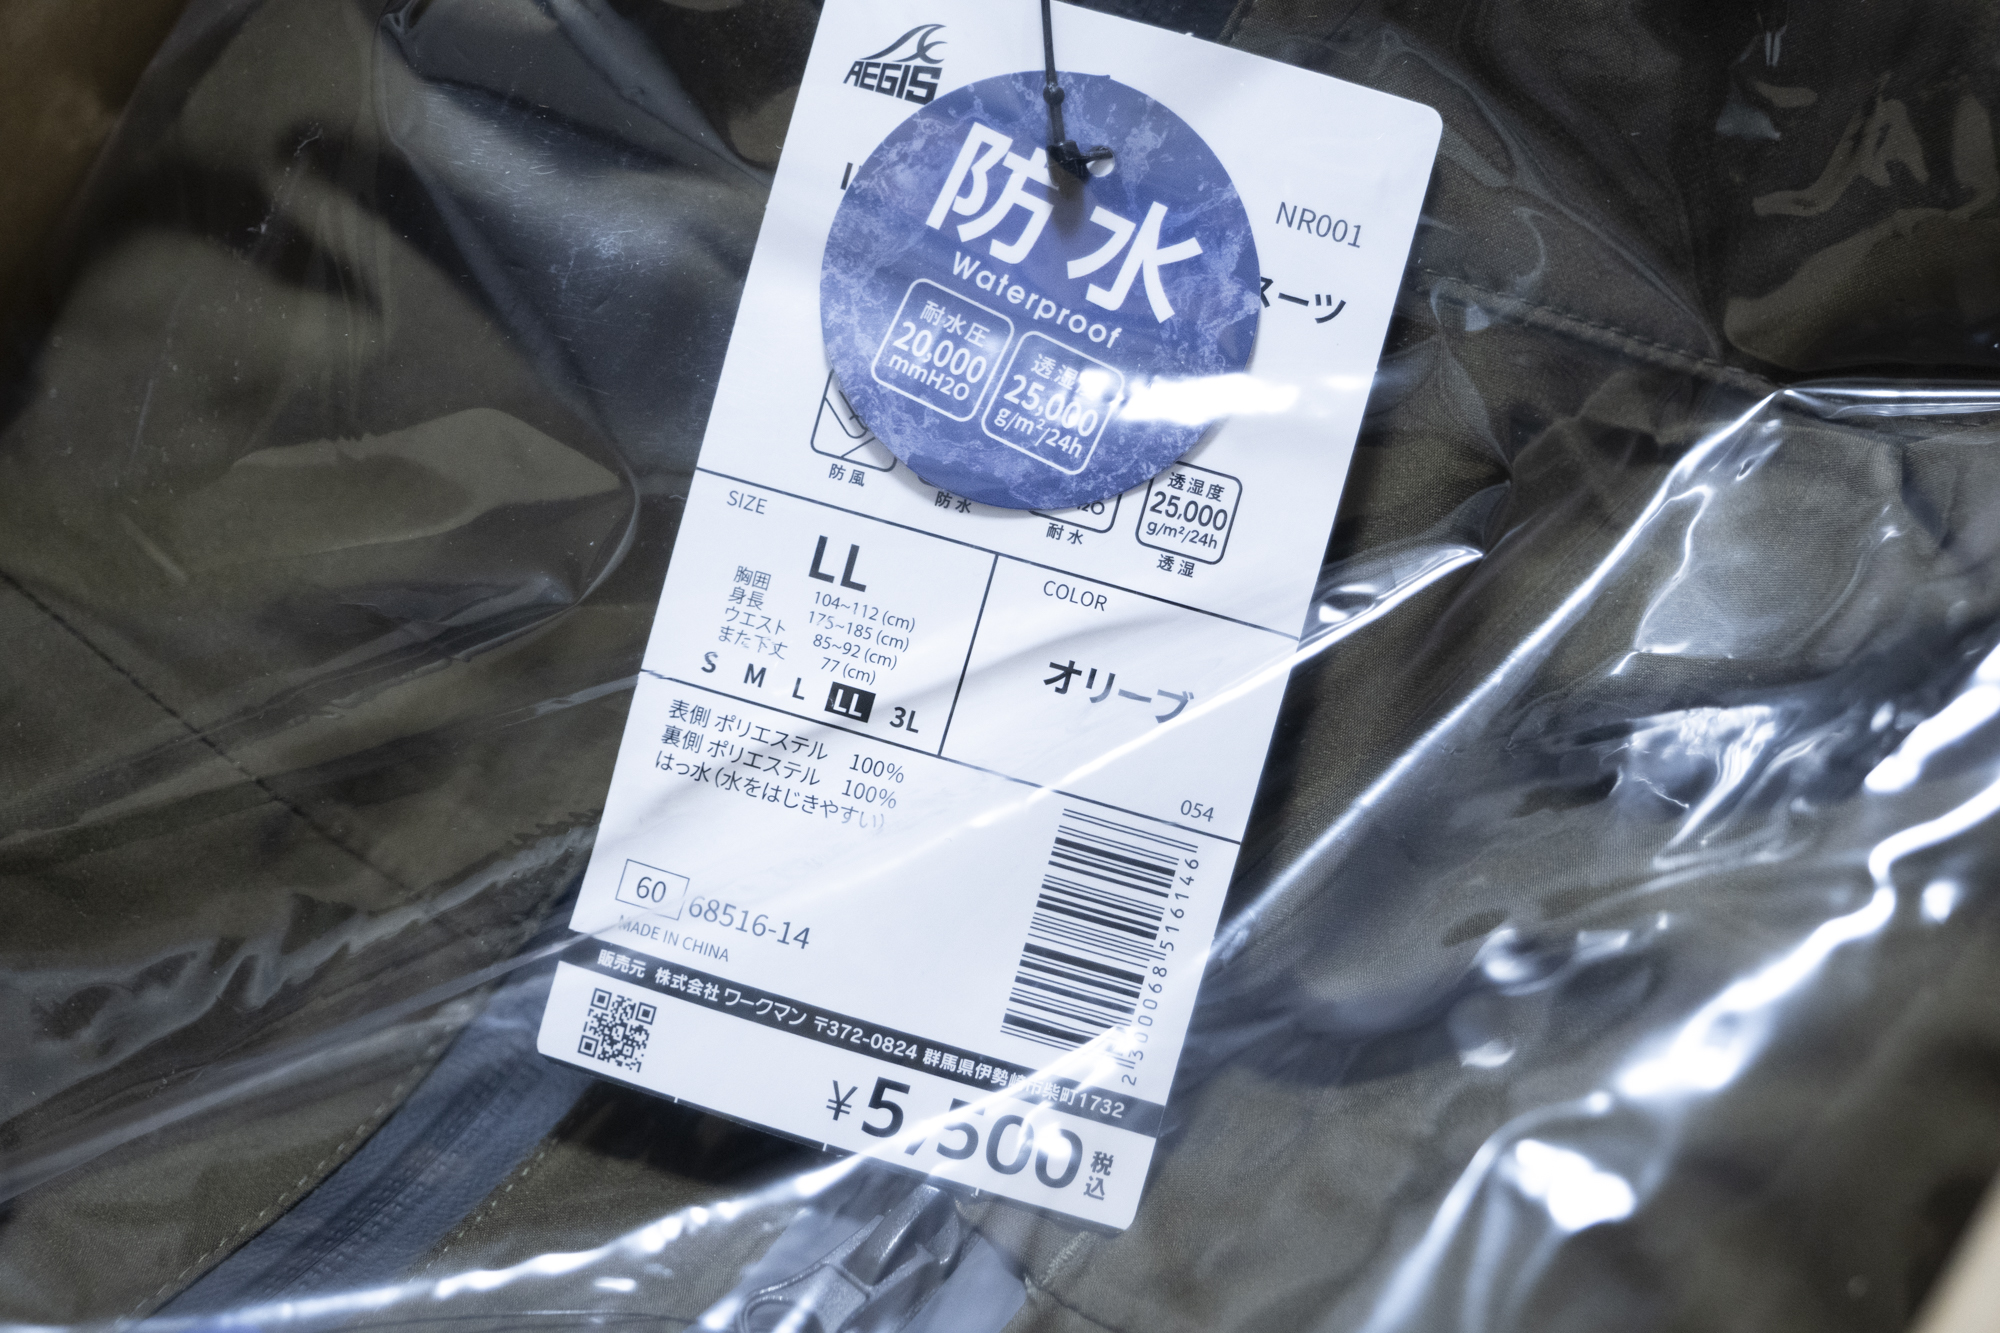 AEGIS
NR001
スーツ
防水
Waterproof
耐水圧
20,000
mmH2O
透湿
25,000
g/m²/24h
防風
防水
耐水
透湿度
25,000
g/m²/24h
透湿
SIZE
LL
胸囲 104~112 (cm)
身長 175~185 (cm)
ウエスト 85~92 (cm)
また下丈 77 (cm)
S M L LL 3L
COLOR
オリーブ
054
表側 ポリエステル 100%
裏側 ポリエステル 100%
はっ水(水をはじきやすい)
60 68516-14
MADE IN CHINA
2300068516146
販売元 株式会社 ワークマン 〒372-0824 群馬県伊勢崎市柴町1732
¥5,500 税込